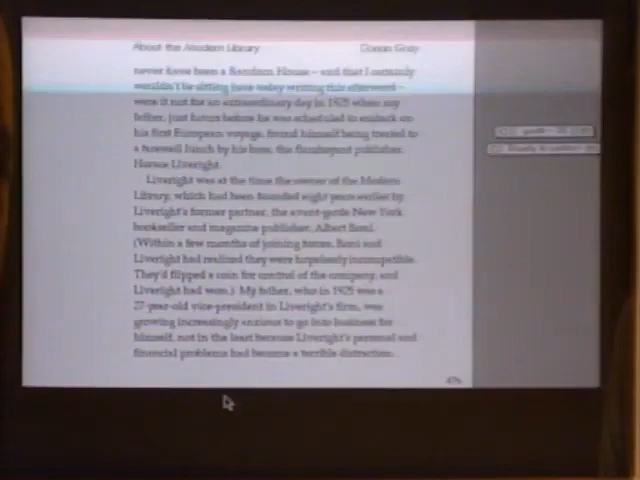 About the Modern Library Dorian Gray
never have been a Random House – and that I certainly
wouldn't be sitting here today writing this afterword –
were it not for an extraordinary day in 1925 when my
father, just hours before he was scheduled to embark on
his first European voyage, found himself being treated to
a farewell lunch by his boss, the flamboyant publisher,
Horace Liveright.
Liveright was at the time the owner of the Modern
Library, which had been founded eight years earlier by
Liveright's former partner, the avant-garde New York
bookseller and magazine publisher, Albert Boni.
(Within a few months of joining forces, Boni and
Liveright had realized they were hopelessly incompatible.
They'd flipped a coin for control of the company, and
Liveright had won.) My father, who in 1925 was a
27-year-old vice-president in Liveright's firm, was
growing increasingly anxious to go into business for
himself, not in the least because Liveright's personal and
financial problems had become a terrible distraction.